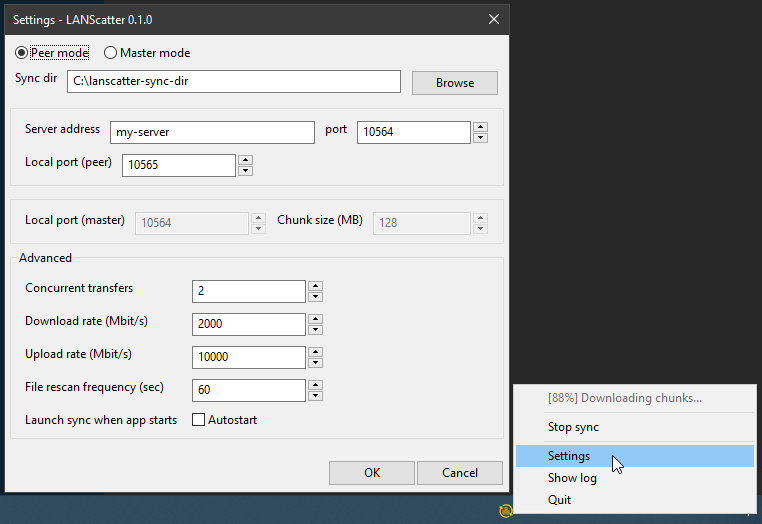 Settings - LANScatter 0.1.0
Peer mode Master mode
Sync dir C:\lanscatter-sync-dir Browse
Server address my-server port 10564
Local port (peer) 10565
Local port (master) 10564 Chunk size (MB) 128
Advanced
Concurrent transfers 2
Download rate (Mbit/s) 2000
Upload rate (Mbit/s) 10000
File rescan frequency (sec) 60
Launch sync when app starts Autostart
OK Cancel
[88%] Downloading chunks...
Stop sync
Settings
Show log
Quit